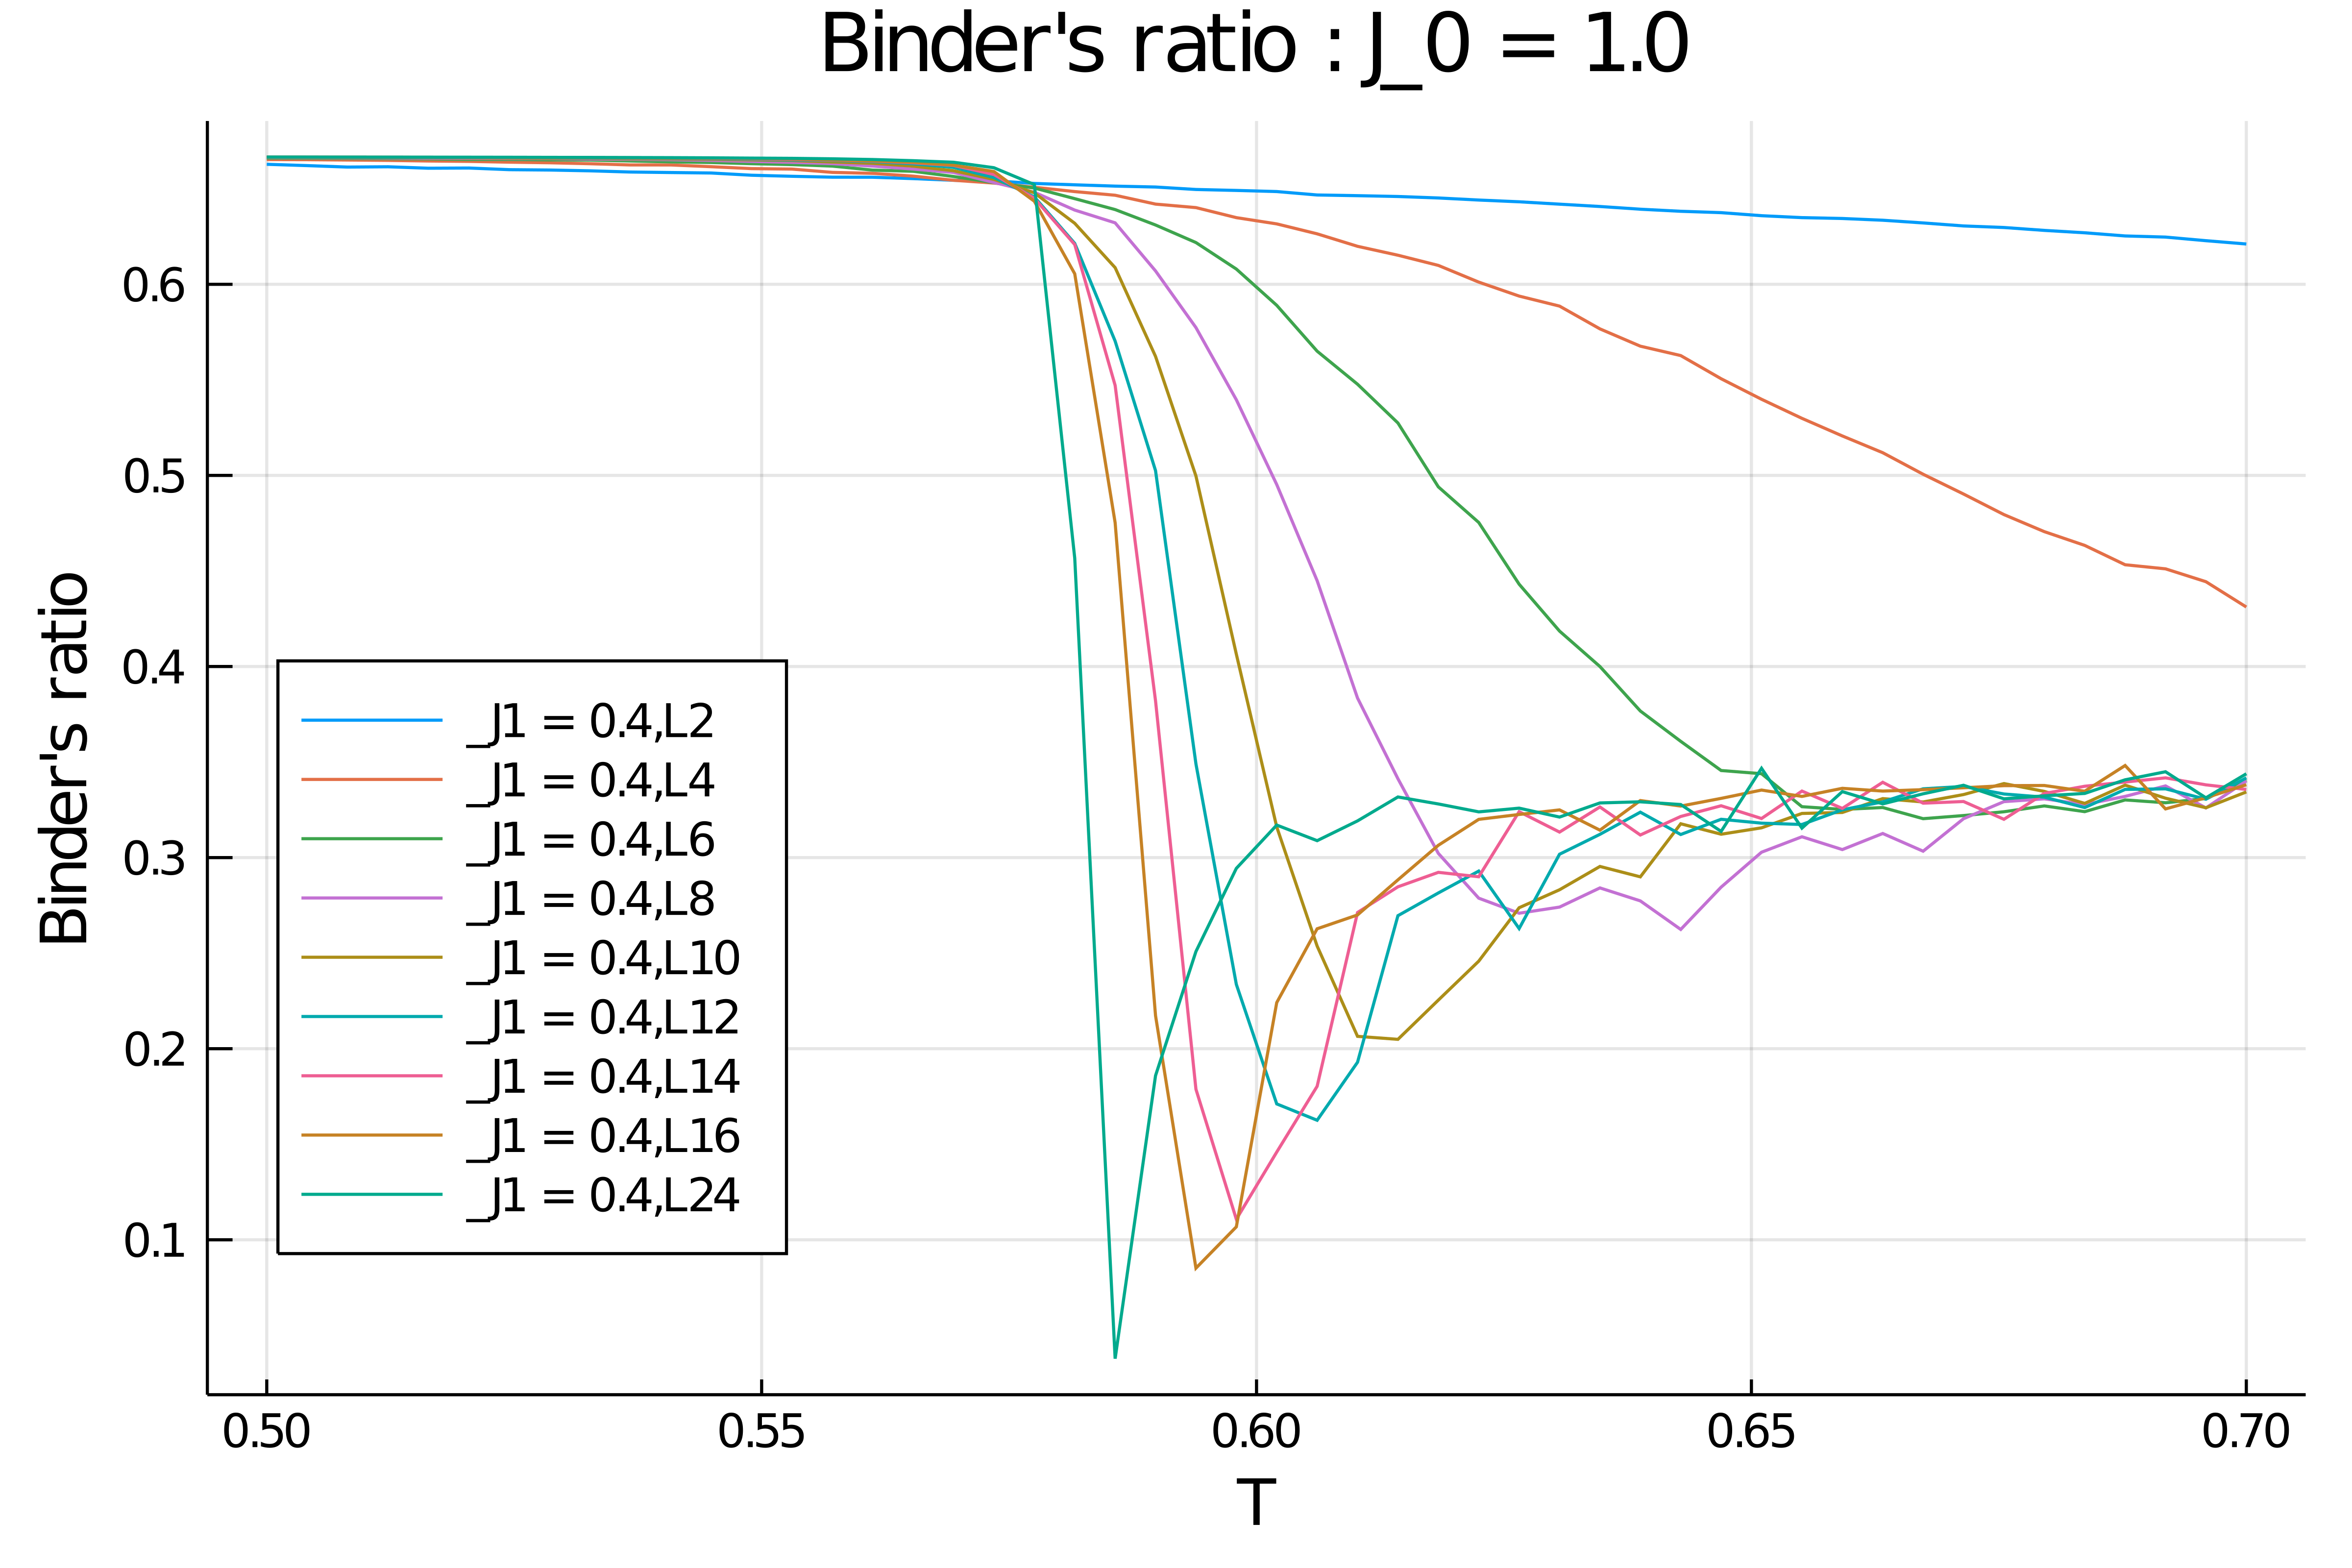 Binder's ratio : J_0 = 1.0
Binder's ratio
0.6
0.5
0.4
0.3
0.2
0.1
_J1 = 0.4,L2
_J1 = 0.4,L4
_J1 = 0.4,L6
_J1 = 0.4,L8
_J1 = 0.4,L10
_J1 = 0.4,L12
_J1 = 0.4,L14
_J1 = 0.4,L16
_J1 = 0.4,L24
0.50 0.55 0.60 0.65 0.70
T